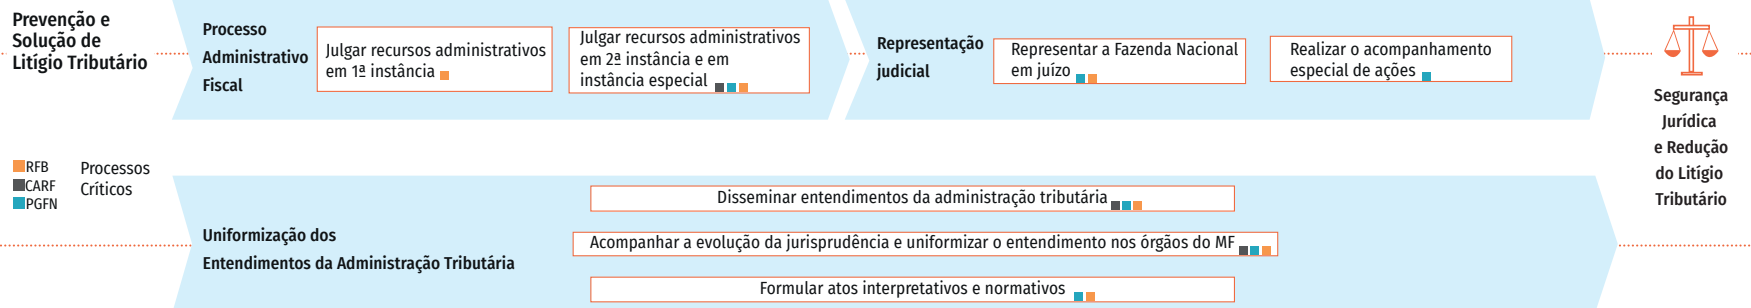 Prevenção e
Solução de
Litígio Tributário
Processo
Administrativo
Fiscal
Julgar recursos administrativos
em 1ª instância
Julgar recursos administrativos
em 2ª instância e em
instância especial
Representação
judicial
Representar a Fazenda Nacional
em juízo
Realizar o acompanhamento
especial de ações
Segurança
Jurídica
e Redução
do Litígio
Tributário
RFB
CARF
PGFN
Processos
Críticos
Uniformização dos
Entendimentos da Administração Tributária
Disseminar entendimentos da administração tributária
Acompanhar a evolução da jurisprudência e uniformizar o entendimento nos órgãos do MF
Formular atos interpretativos e normativos